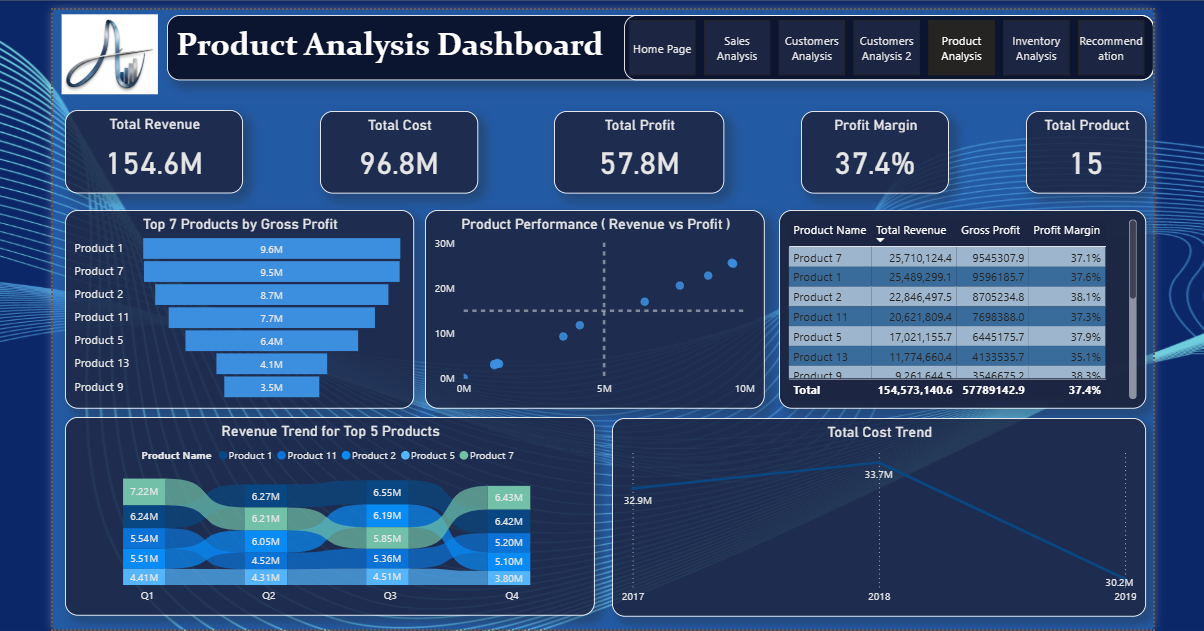 Product Analysis Dashboard
Home Page
Sales
Analysis
Customers
Analysis
Customers
Analysis 2
Product
Analysis
Inventory
Analysis
Recommend
ation
Total Revenue
154.6M
Total Cost
96.8M
Total Profit
57.8M
Profit Margin
37.4%
Total Product
15
Top 7 Products by Gross Profit
Product 1 9.6M
Product 7 9.5M
Product 2 8.7M
Product 11 7.7M
Product 5 6.4M
Product 13 4.1M
Product 9 3.5M
Product Performance ( Revenue vs Profit )
30M
20M
10M
0M
0M 5M 10M
Product Name Total Revenue Gross Profit Profit Margin
Product 7 25,710,124.4 9545307.9 37.1%
Product 1 25,489,299.1 9596185.7 37.6%
Product 2 22,846,497.5 8705234.8 38.1%
Product 11 20,621,809.4 7698388.0 37.3%
Product 5 17,021,155.7 6445175.7 37.9%
Product 13 11,774,660.4 4133535.7 35.1%
Product 9 9,261,644.5 3546675.2 38.3%
Total 154,573,140.6 57789142.9 37.4%
Revenue Trend for Top 5 Products
Product Name Product 1 Product 11 Product 2 Product 5 Product 7
7.22M
6.24M
5.54M
5.51M
4.41M
6.27M
6.21M
6.05M
4.52M
4.31M
6.55M
6.19M
5.85M
5.36M
4.51M
6.43M
6.42M
5.20M
5.10M
3.80M
Q1 Q2 Q3 Q4
Total Cost Trend
32.9M
33.7M
30.2M
2017 2018 2019